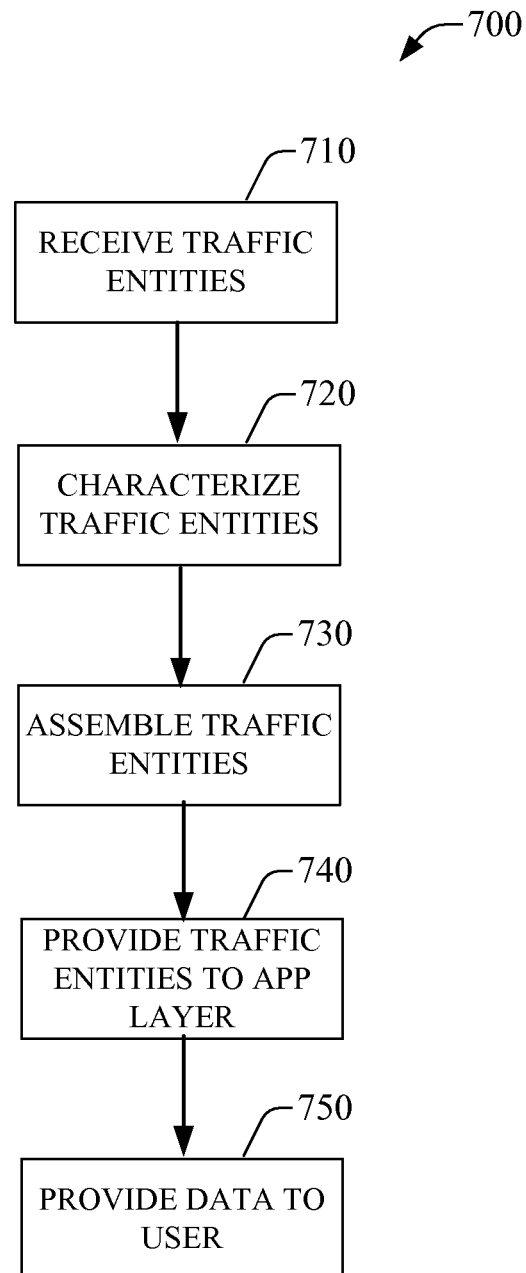 700
710
RECEIVE TRAFFIC
ENTITIES
720
CHARACTERIZE
TRAFFIC ENTITIES
730
ASSEMBLE TRAFFIC
ENTITIES
740
PROVIDE TRAFFIC
ENTITIES TO APP
LAYER
750
PROVIDE DATA TO
USER